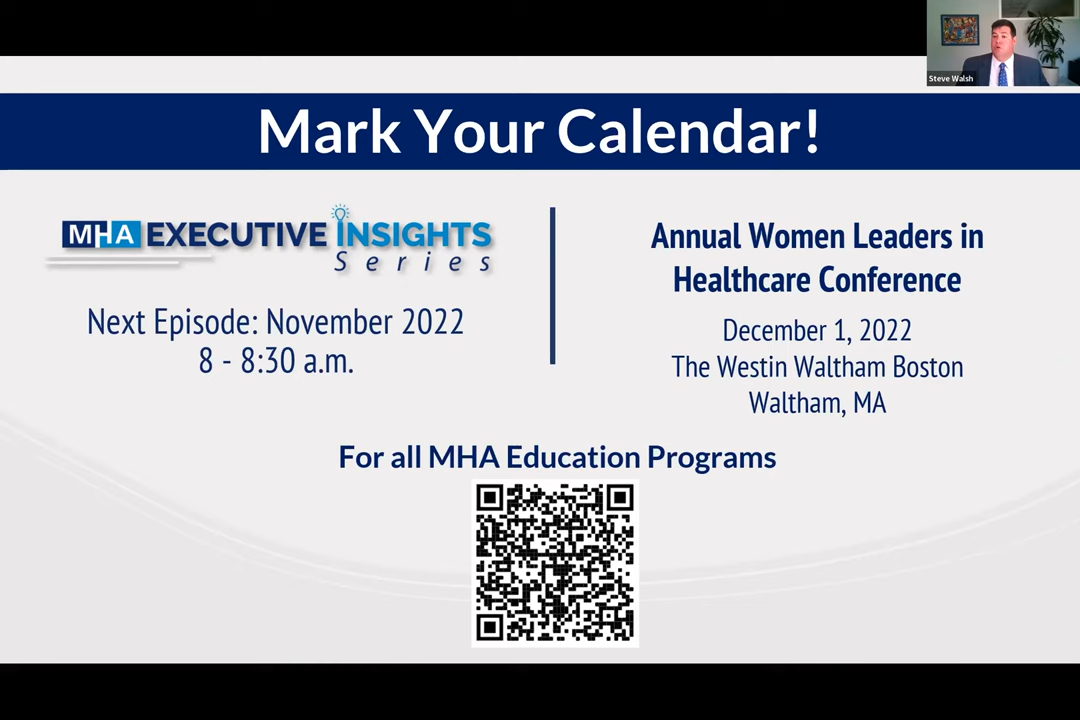 Steve Walsh
Mark Your Calendar!
MHA EXECUTIVE INSIGHTS
Series
Next Episode: November 2022
8 - 8:30 a.m.
Annual Women Leaders in
Healthcare Conference
December 1, 2022
The Westin Waltham Boston
Waltham, MA
For all MHA Education Programs